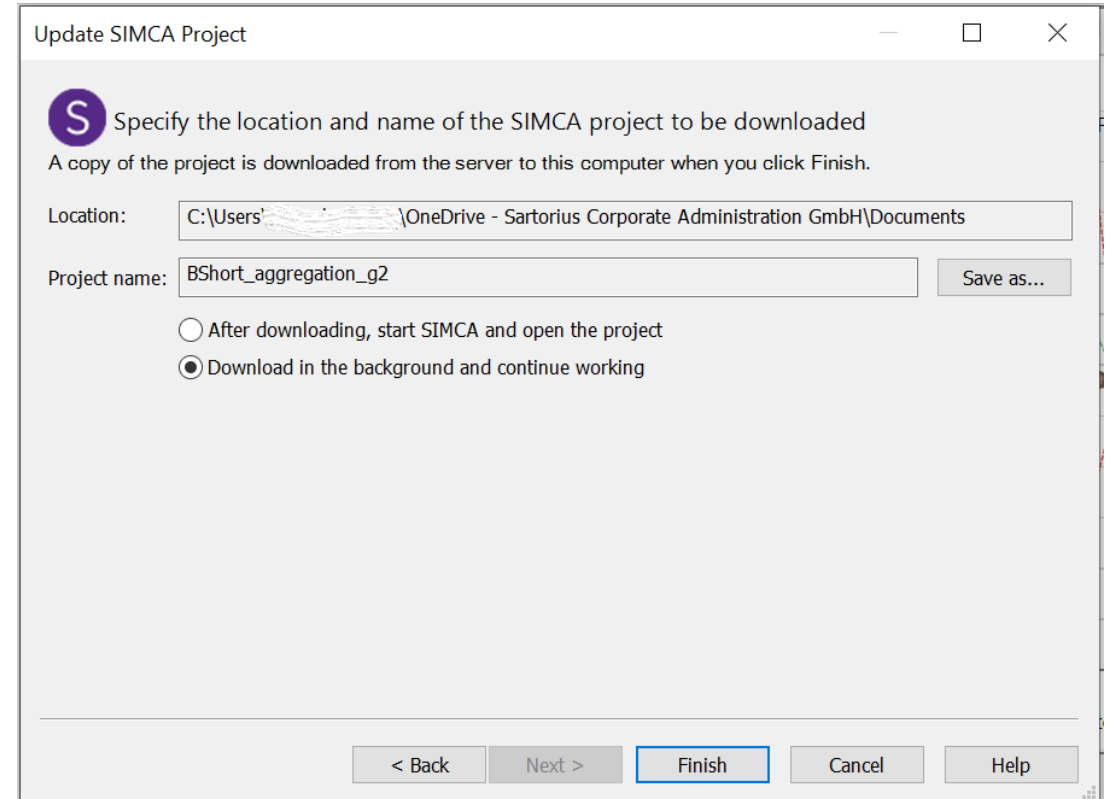 Update SIMCA Project
S
Specify the location and name of the SIMCA project to be downloaded
A copy of the project is downloaded from the server to this computer when you click Finish.
Location: C:\Users\ \OneDrive - Sartorius Corporate Administration GmbH\Documents
Project name: BShort_aggregation_g2 Save as...
After downloading, start SIMCA and open the project
Download in the background and continue working
< Back Next > Finish Cancel Help